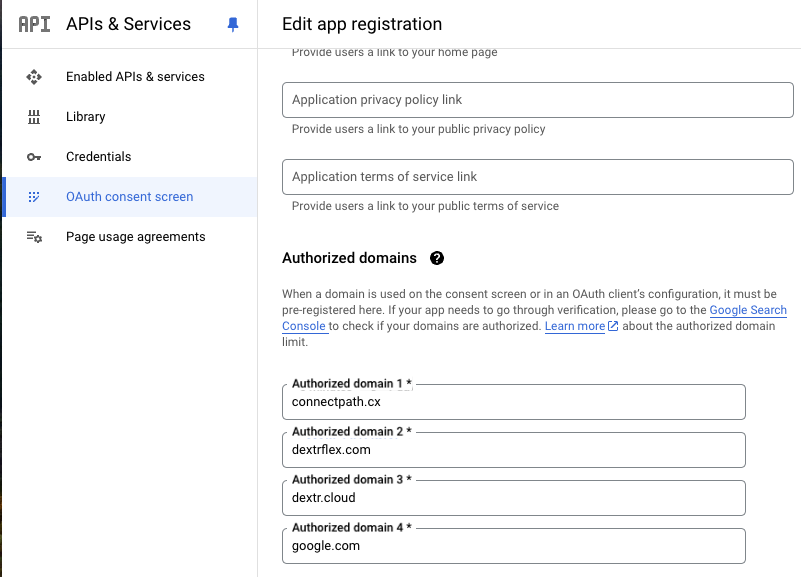 API APIs & Services
Enabled APIs & services
Library
Credentials
OAuth consent screen
Page usage agreements
Edit app registration
Provide users a link to your home page
Application privacy policy link
Provide users a link to your public privacy policy
Application terms of service link
Provide users a link to your public terms of service
Authorized domains ?
When a domain is used on the consent screen or in an OAuth client's configuration, it must be
pre-registered here. If your app needs to go through verification, please go to the Google Search
Console to check if your domains are authorized. Learn more about the authorized domain
limit.
Authorized domain 1 *
connectpath.cx
Authorized domain 2 *
dextrflex.com
Authorized domain 3 *
dextr.cloud
Authorized domain 4 *
google.com